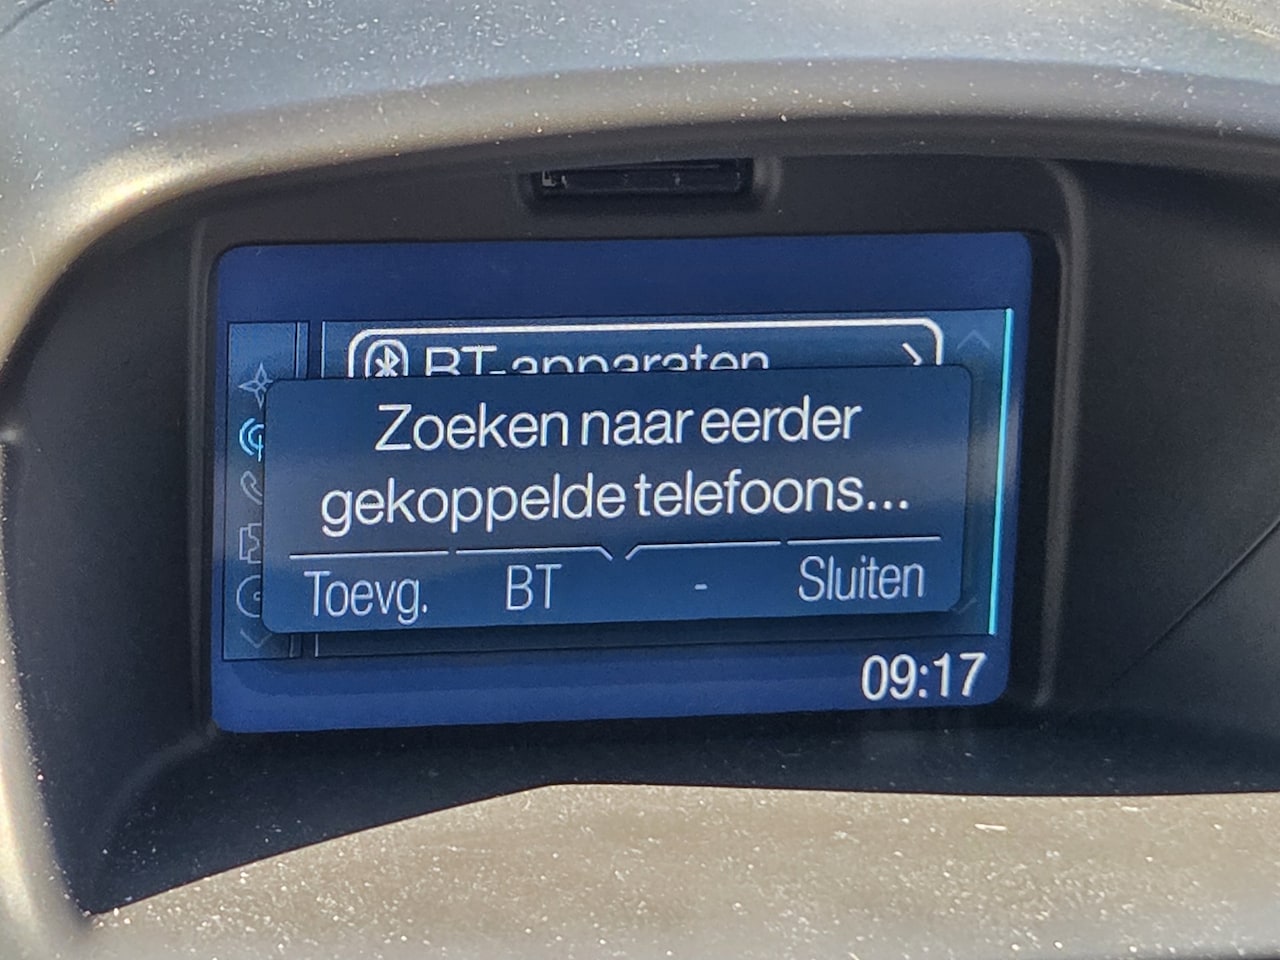 BT-apparaten
Zoeken naar eerder
gekoppelde telefoons...
Toevg. BT - Sluiten
09:17